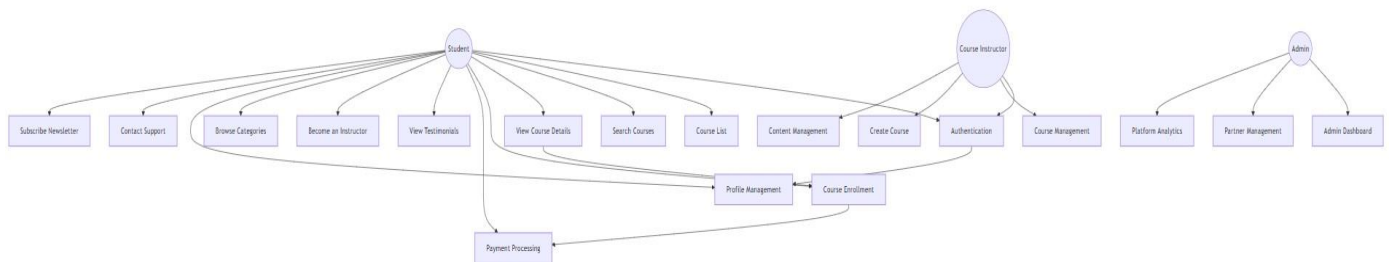 Student
Course Instructor
Admin
Subscribe Newsletter
Contact Support
Browse Categories
Become an Instructor
View Testimonials
View Course Details
Search Courses
Course List
Content Management
Create Course
Authentication
Course Management
Platform Analytics
Partner Management
Admin Dashboard
Profile Management
Course Enrollment
Payment Processing